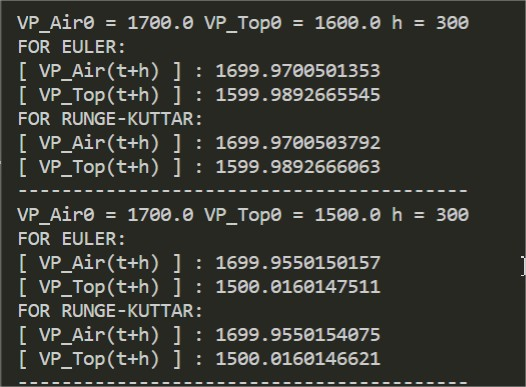 VP_Air0 = 1700.0 VP_Top0 = 1600.0 h = 300
FOR EULER:
[ VP_Air(t+h) ] : 1699.9700501353
[ VP_Top(t+h) ] : 1599.9892665545
FOR RUNGE-KUTTAR:
[ VP_Air(t+h) ] : 1699.9700503792
[ VP_Top(t+h) ] : 1599.9892666063
-----------------------------------------
VP_Air0 = 1700.0 VP_Top0 = 1500.0 h = 300
FOR EULER:
[ VP_Air(t+h) ] : 1699.9550150157
[ VP_Top(t+h) ] : 1500.0160147511
FOR RUNGE-KUTTAR:
[ VP_Air(t+h) ] : 1699.9550154075
[ VP_Top(t+h) ] : 1500.0160146621
-----------------------------------------